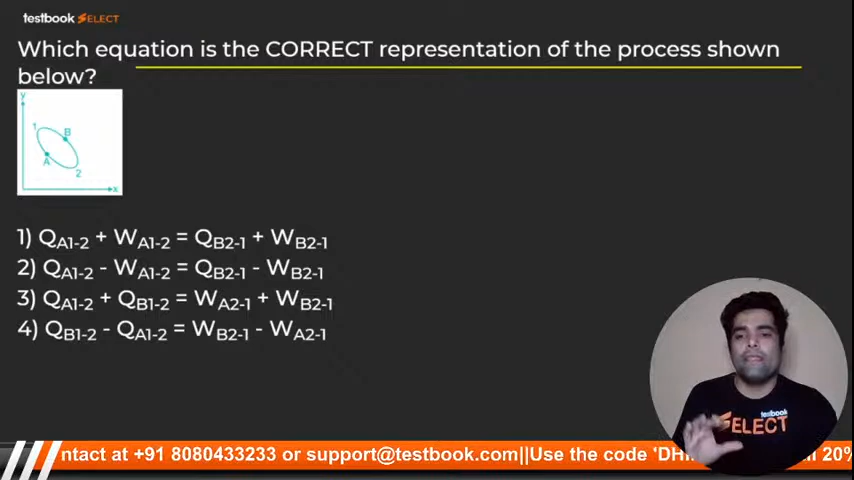 testbook SELECT
Which equation is the CORRECT representation of the process shown
below?
y
1
B
A
2
x
1) QA1-2 + WA1-2 = QB2-1 + WB2-1
2) QA1-2 - WA1-2 = QB2-1 - WB2-1
3) QA1-2 + QB1-2 = WA2-1 + WB2-1
4) QB1-2 - QA1-2 = WB2-1 - WA2-1
testbook
SELECT
ntact at +91 8080433233 or support@testbook.com||Use the code 'DH
20%